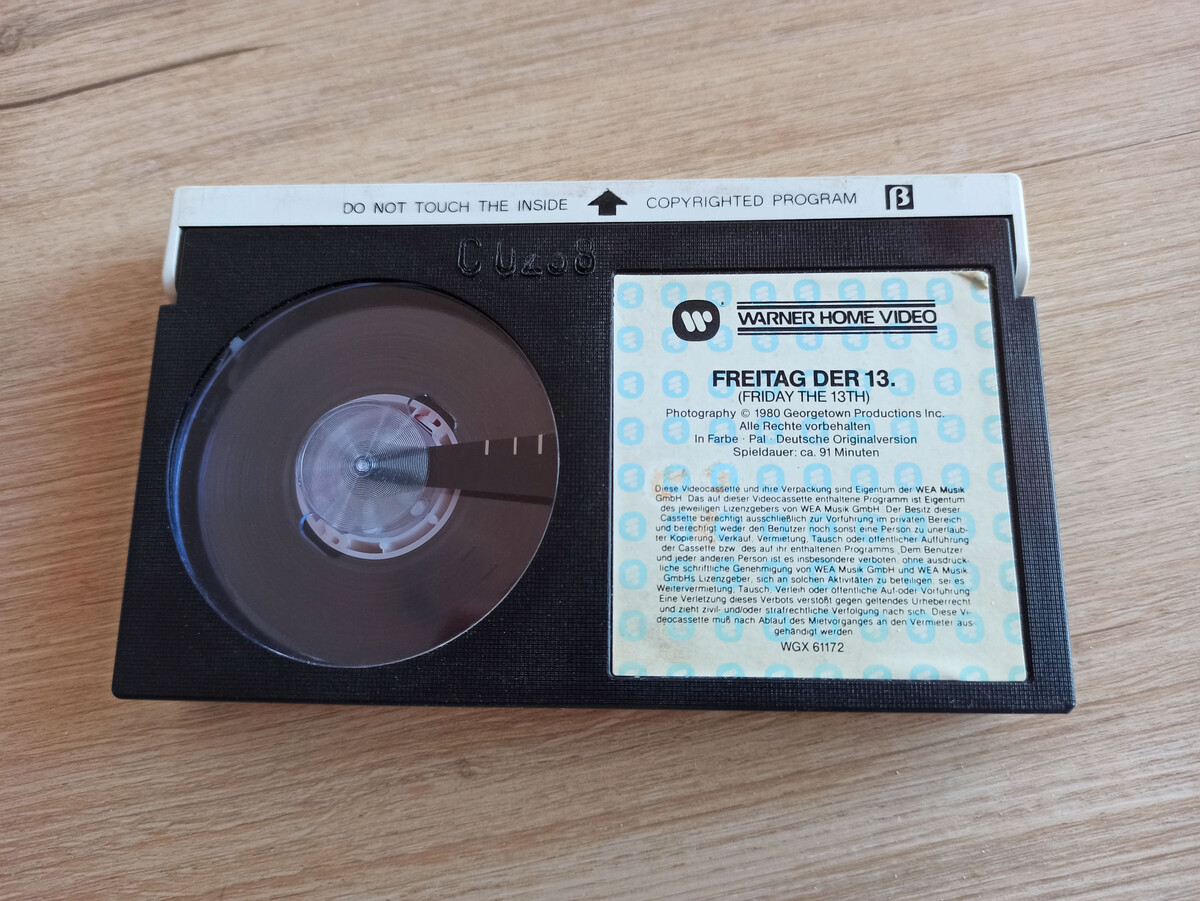 DO NOT TOUCH THE INSIDE COPYRIGHTED PROGRAM β
C 0258
WARNER HOME VIDEO
FREITAG DER 13.
(FRIDAY THE 13TH)
Photography © 1980 Georgetown Productions Inc.
Alle Rechte vorbehalten
In Farbe · Pal · Deutsche Originalversion
Spieldauer: ca. 91 Minuten
Diese Videocassette und ihre Verpackung sind Eigentum der WEA Musik
GmbH. Das auf dieser Videocassette enthaltene Programm ist Eigentum
des jeweiligen Lizenzgebers von WEA Musik GmbH. Der Besitz dieser
Cassette berechtigt ausschließlich zur Vorführung im privaten Bereich
und berechtigt weder den Benutzer noch sonst eine Person zu unerlaub-
ter Kopierung, Verkauf, Vermietung, Tausch oder öffentlicher Aufführung
der Cassette bzw. des auf ihr enthaltenen Programms. Dem Benutzer
und jeder anderen Person ist es insbesondere verboten, ohne ausdrück-
liche schriftliche Genehmigung von WEA Musik GmbH und WEA Musik
GmbHs Lizenzgeber, sich an solchen Aktivitäten zu beteiligen, sei es
Weitervermietung, Tausch, Verleih oder öffentliche Auf-oder Vorführung
Eine Verletzung dieses Verbots verstößt gegen geltendes Urheberrecht
und zieht zivil- und/oder strafrechtliche Verfolgung nach sich. Diese Vi-
deocassette muß nach Ablauf des Mietvorganges an den Vermieter aus-
gehändigt werden
WGX 61172